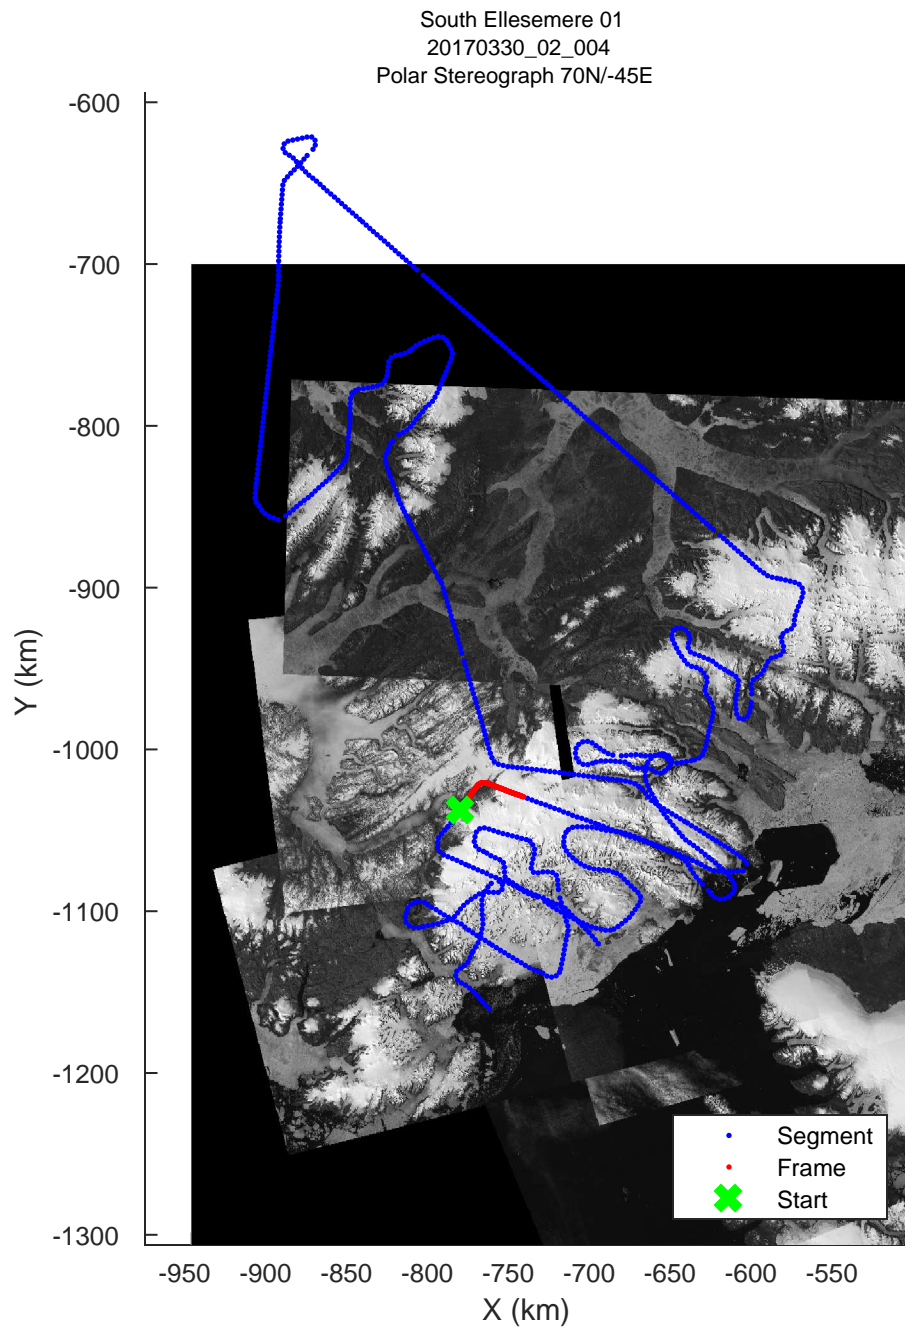 South Ellesemere 01
20170330_02_004
Polar Stereograph 70N/-45E
-600
-700
-800
-900
-1000
-1100
-1200
-1300
Y (km)
-950 -900 -850 -800 -750 -700 -650 -600 -550
X (km)
Segment
Frame
Start